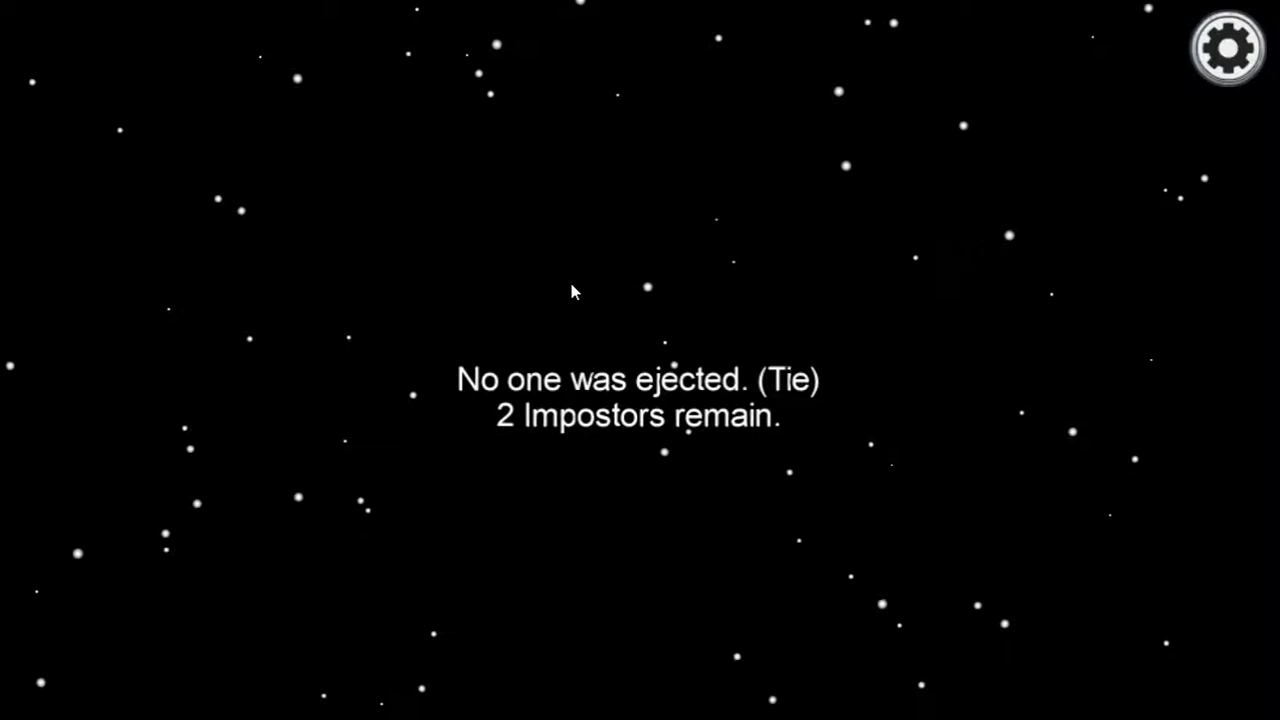 No one was ejected. (Tie)
2 Impostors remain.